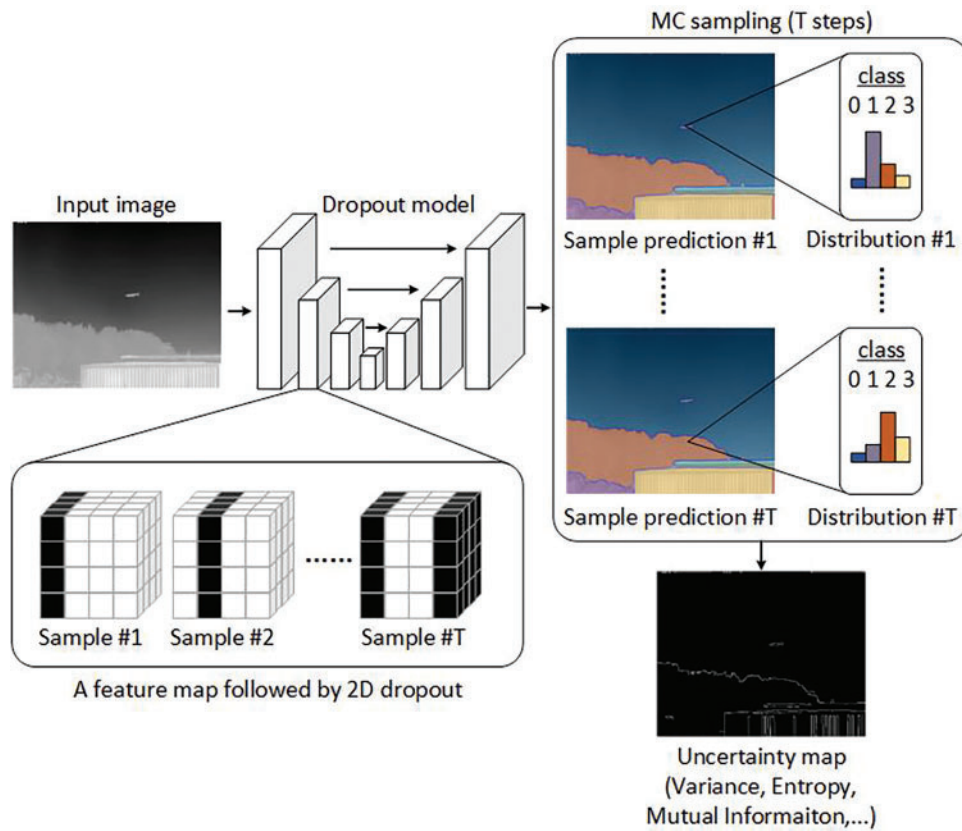 MC sampling (T steps)
class
0 1 2 3
Input image
Dropout model
Sample prediction #1
Distribution #1
class
0 1 2 3
Sample prediction #T
Distribution #T
Sample #1
Sample #2
Sample #T
A feature map followed by 2D dropout
Uncertainty map
(Variance, Entropy,
Mutual Informaiton,...)